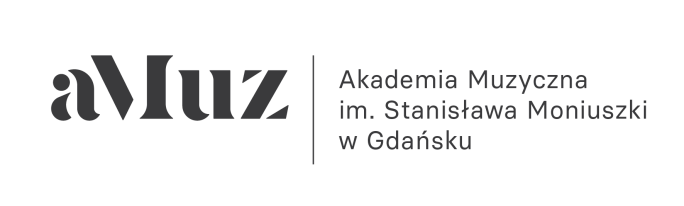 aMuz
Akademia Muzyczna
im. Stanisława Moniuszki
w Gdańsku